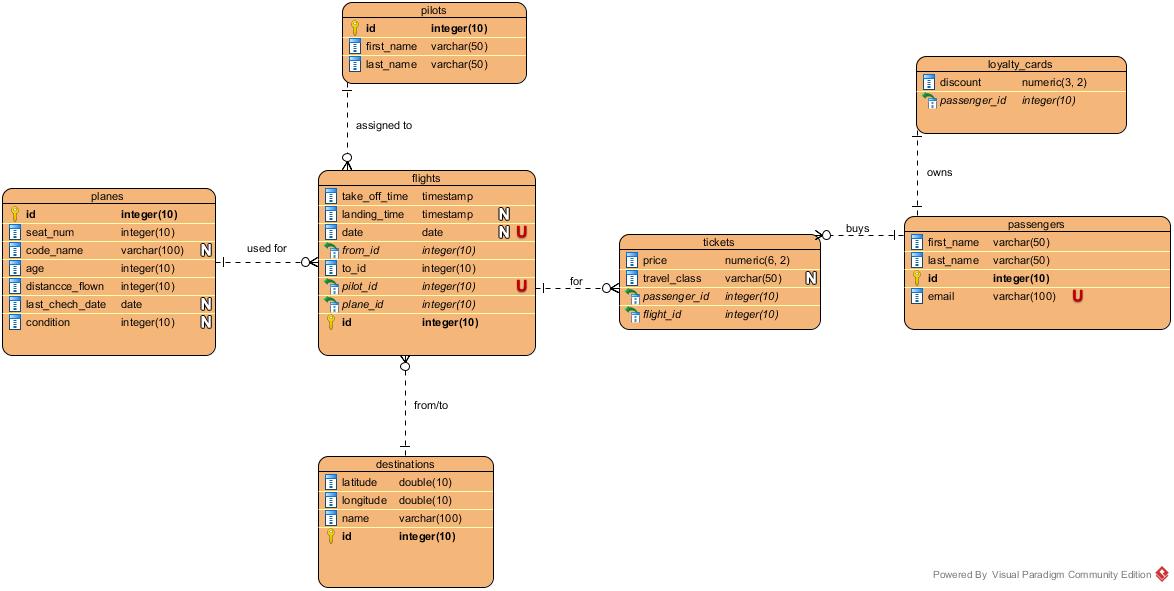 pilots
id integer(10)
first_name varchar(50)
last_name varchar(50)
assigned to
loyalty_cards
discount numeric(3, 2)
passenger_id integer(10)
owns
planes
id integer(10)
seat_num integer(10)
code_name varchar(100) N
age integer(10)
distancce_flown integer(10)
last_chech_date date N
condition integer(10) N
used for
flights
take_off_time timestamp
landing_time timestamp N
date date N U
from_id integer(10)
to_id integer(10)
pilot_id integer(10) U
plane_id integer(10)
id integer(10)
for
tickets
price numeric(6, 2)
travel_class varchar(50) N
passenger_id integer(10)
flight_id integer(10)
buys
passengers
first_name varchar(50)
last_name varchar(50)
id integer(10)
email varchar(100) U
from/to
destinations
latitude double(10)
longitude double(10)
name varchar(100)
id integer(10)
Powered By Visual Paradigm Community Edition